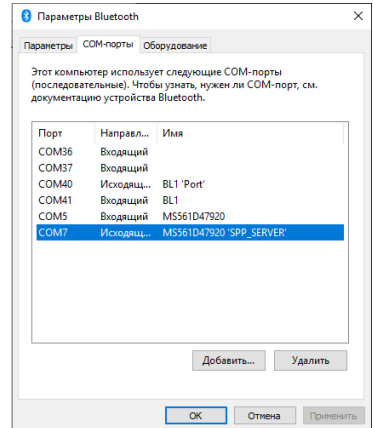 Параметры Bluetooth
Параметры COM-порты Оборудование
Этот компьютер использует следующие COM-порты
(последовательные). Чтобы узнать, нужен ли COM-порт, см.
документацию устройства Bluetooth.
Порт Направл... Имя
COM36 Входящий
COM37 Входящий
COM40 Исходящ... BL1 'Port'
COM41 Входящий BL1
COM5 Входящий MS561D47920
COM7 Исходящ... MS561D47920 'SPP_SERVER'
Добавить... Удалить
OK Отмена Применить